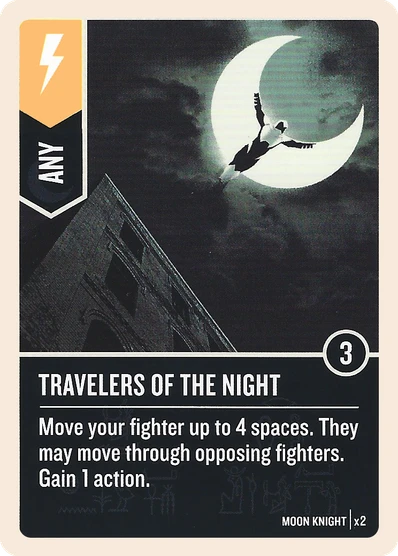 ANY
3
TRAVELERS OF THE NIGHT
Move your fighter up to 4 spaces. They
may move through opposing fighters.
Gain 1 action.
MOON KNIGHT | x2